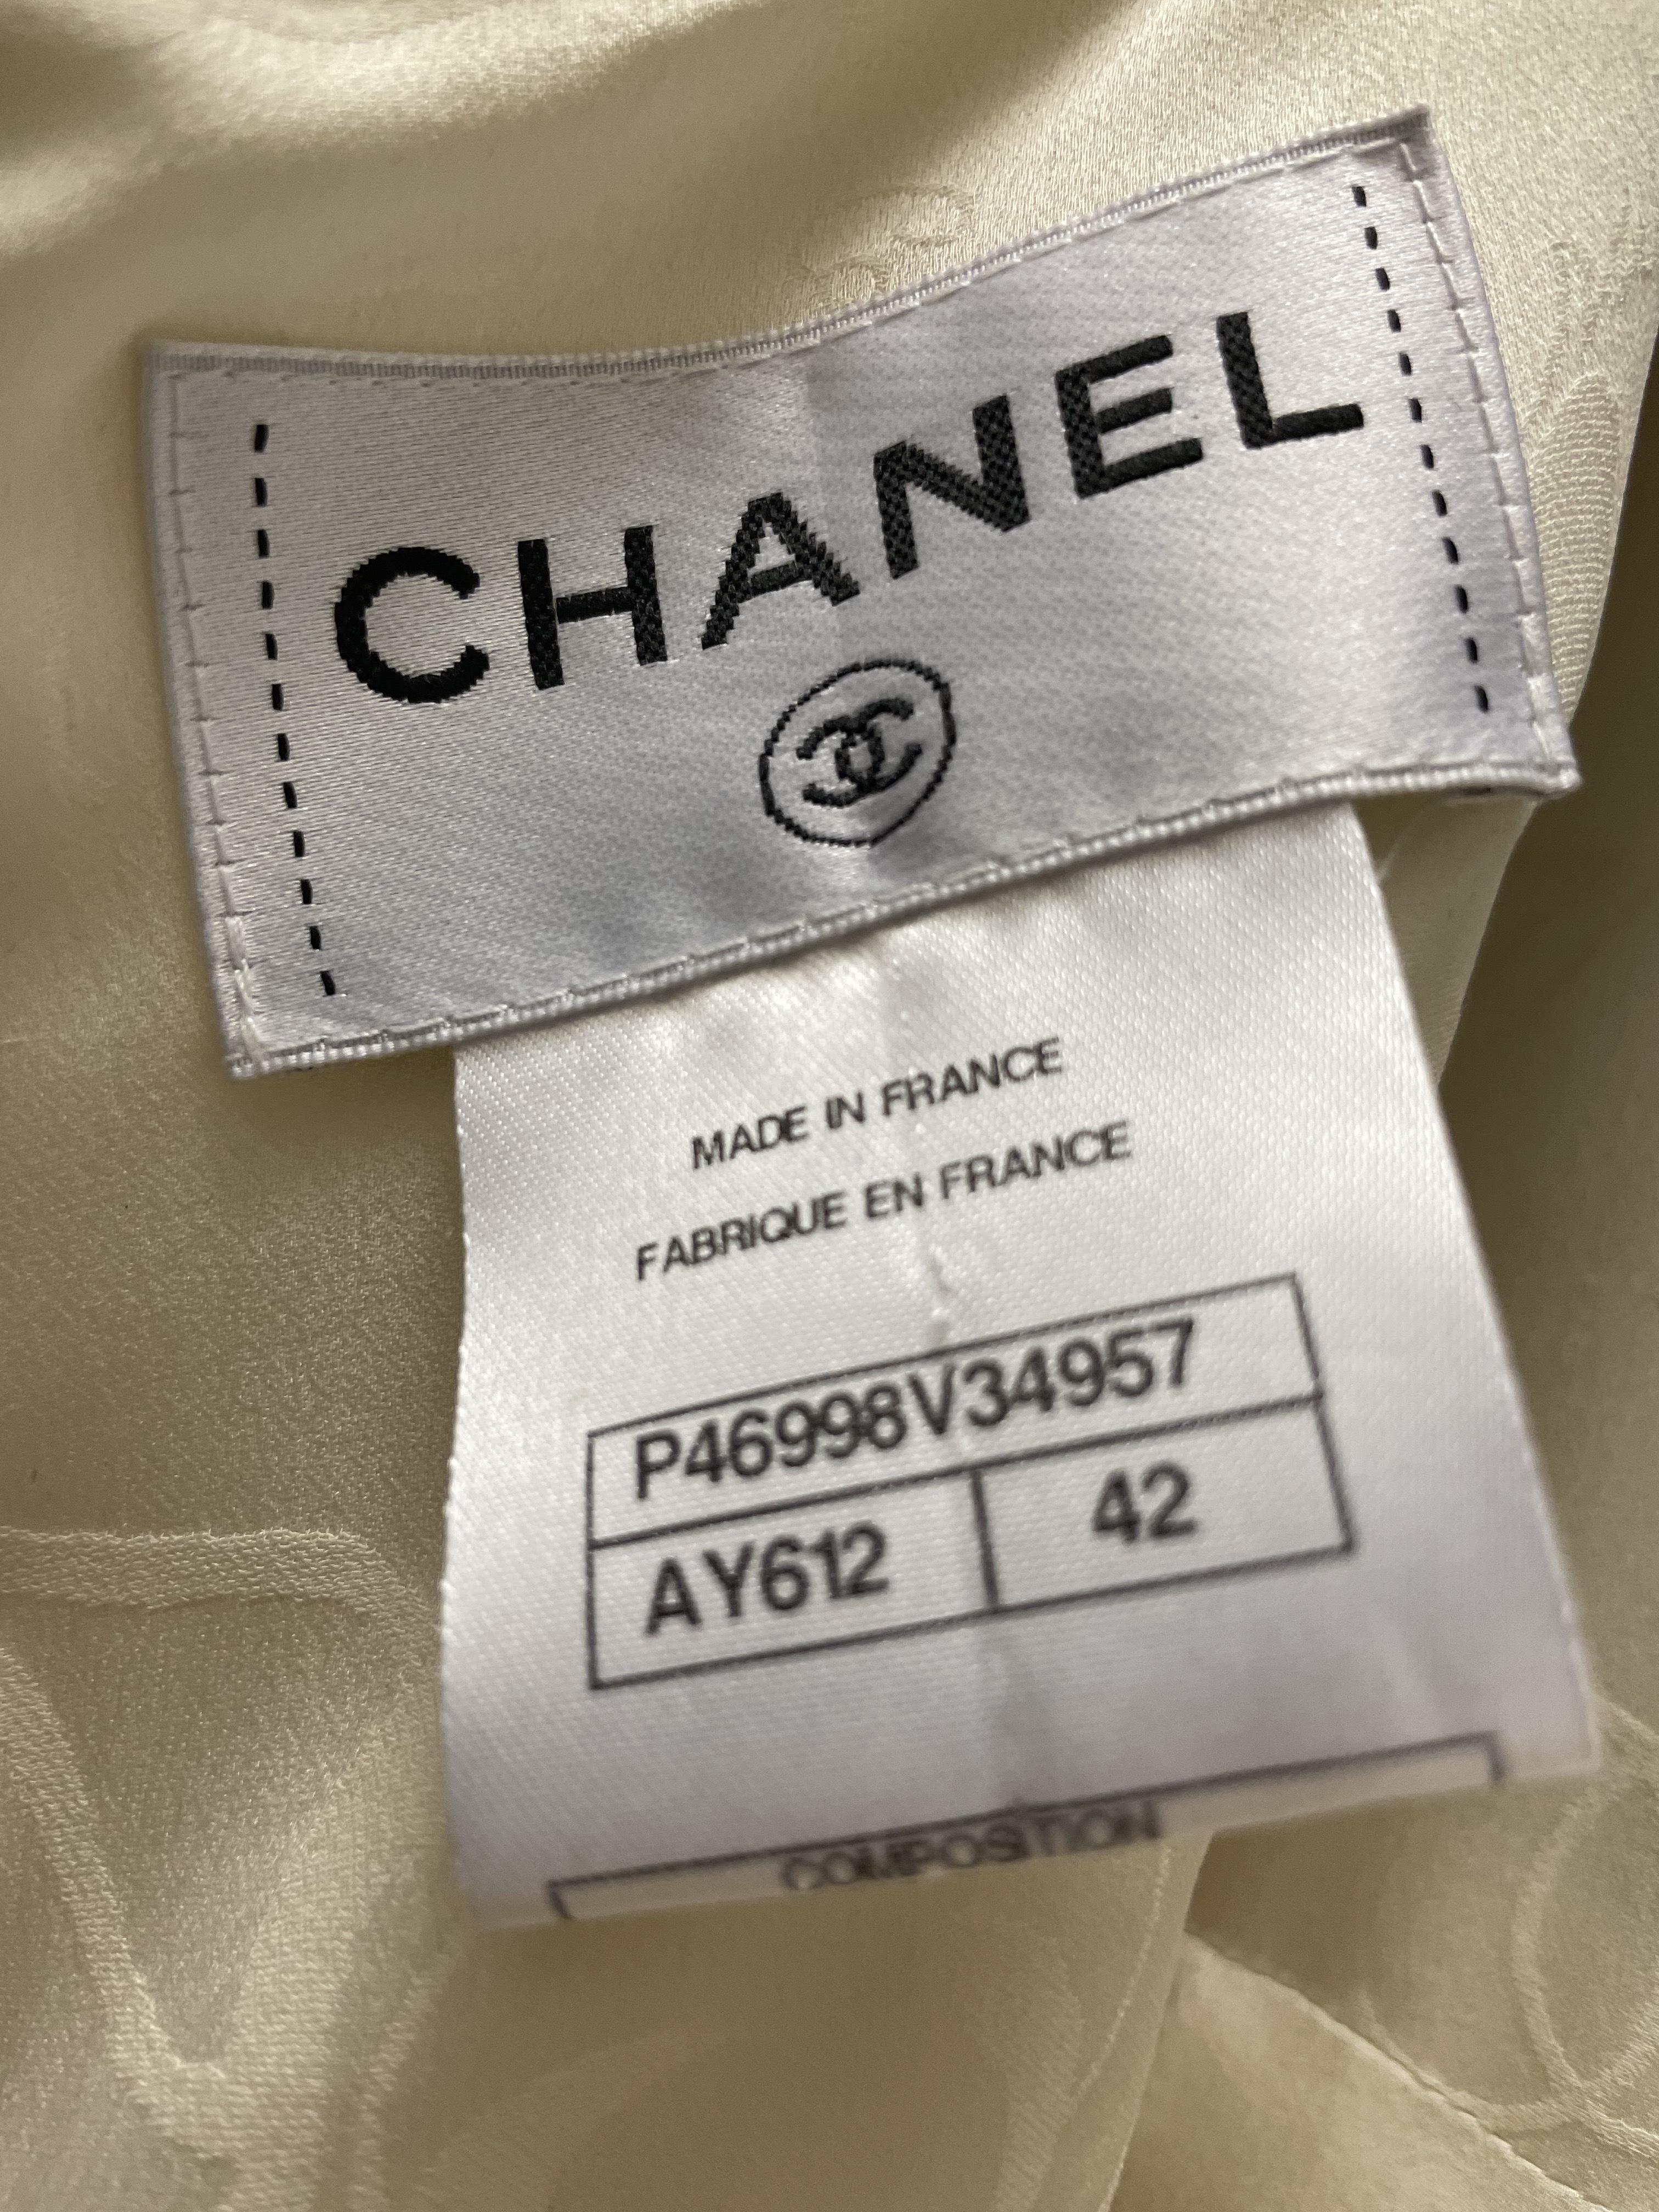 CHANEL
MADE IN FRANCE
FABRIQUE EN FRANCE
P46998V34957
AY612 42
COMPOSITION